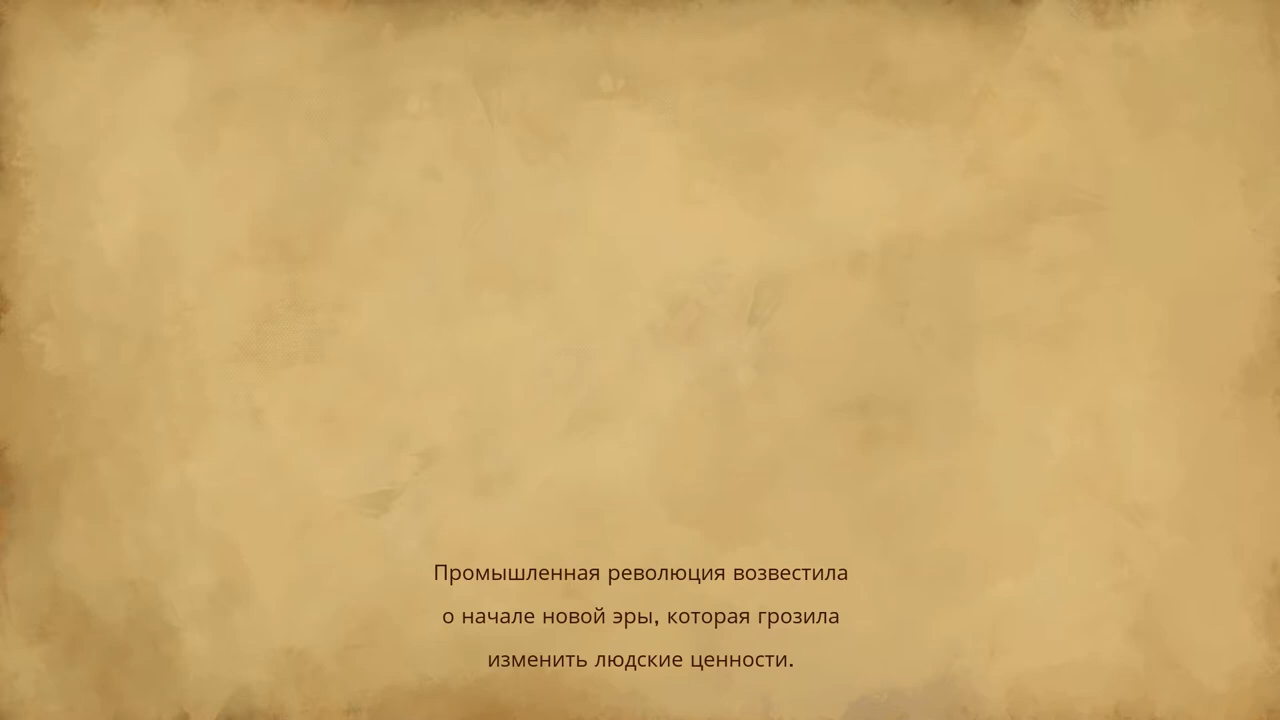 Промышленная революция возвестила
о начале новой эры, которая грозила
изменить людские ценности.